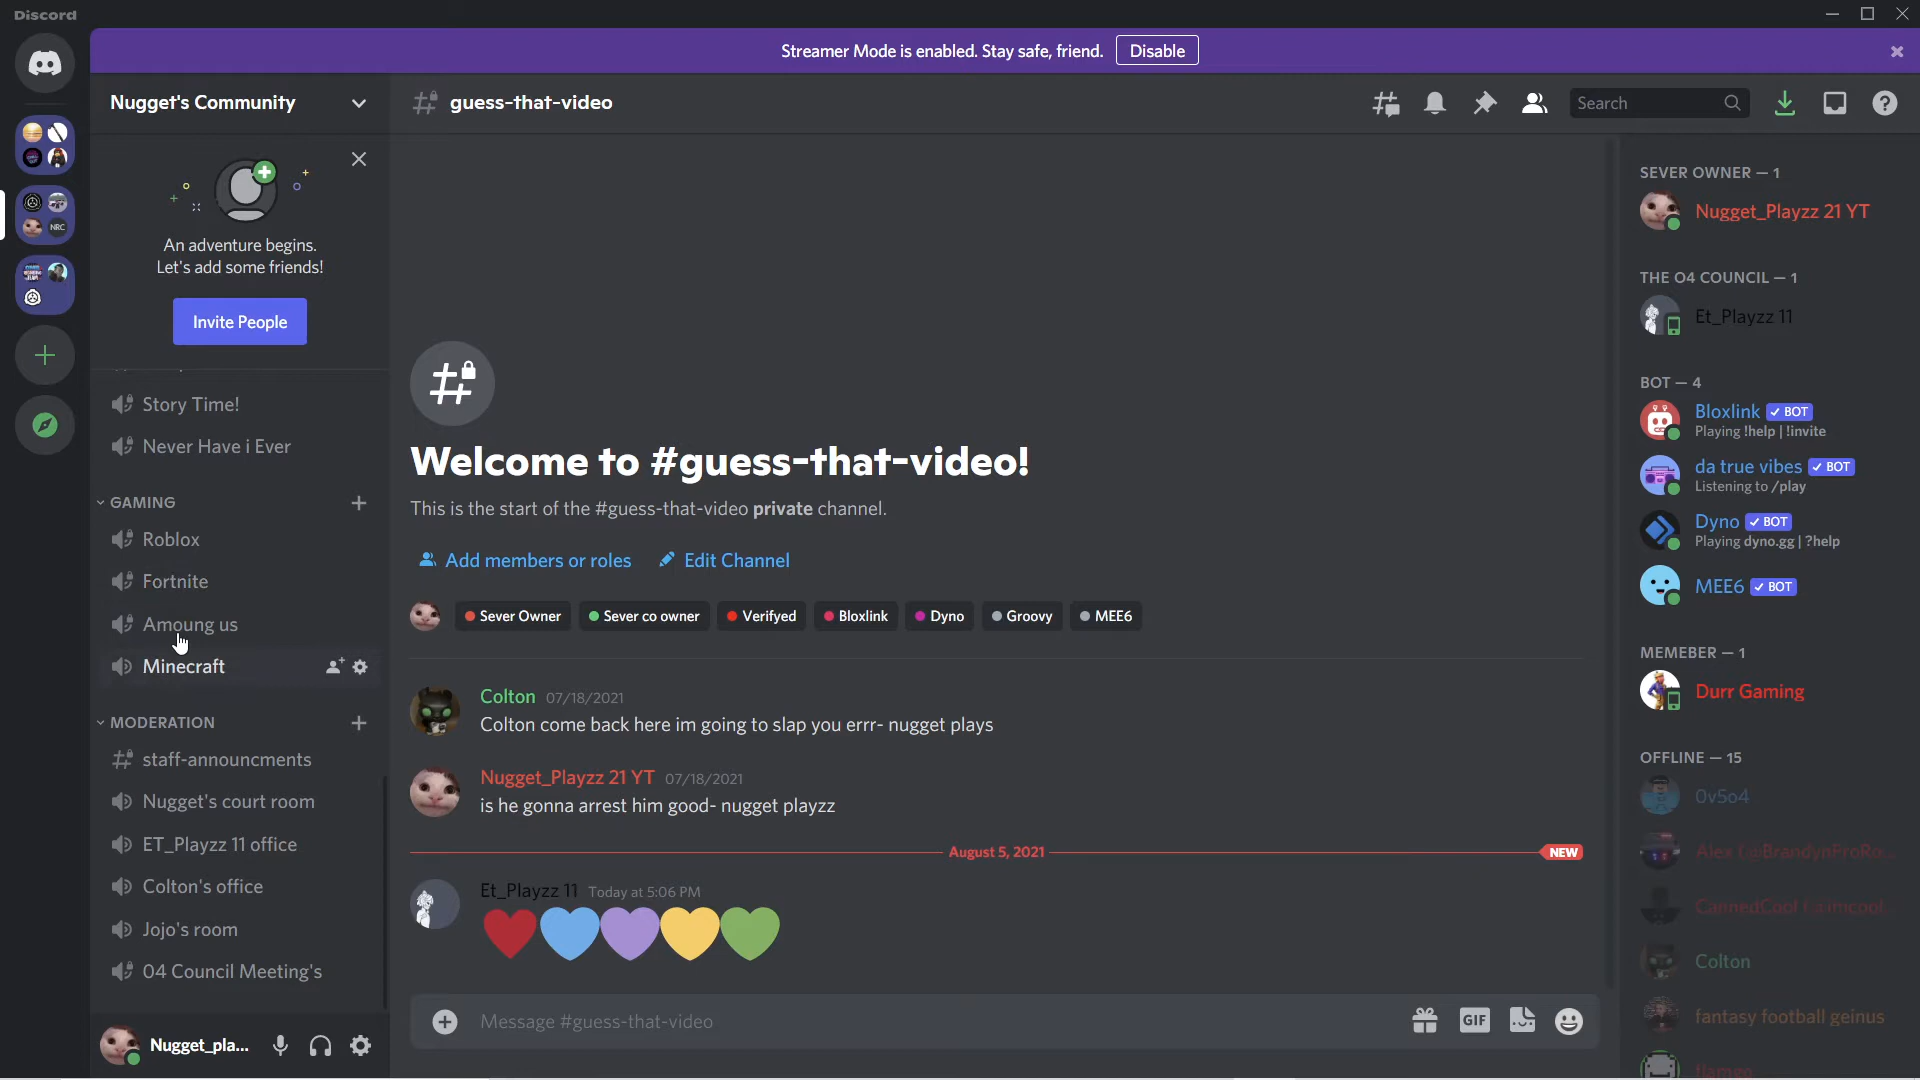 Discord
Streamer Mode is enabled. Stay safe, friend. Disable
Nugget's Community
guess-that-video
Search
NRC
An adventure begins.
Let's add some friends!
Invite People
Story Time!
Never Have i Ever
GAMING
Roblox
Fortnite
Amoung us
Minecraft
MODERATION
staff-announcments
Nugget's court room
ET_Playzz 11 office
Colton's office
Jojo's room
04 Council Meeting's
Nugget_pla...
Welcome to #guess-that-video!
This is the start of the #guess-that-video private channel.
Add members or roles Edit Channel
Sever Owner Sever co owner Verifyed Bloxlink Dyno Groovy MEE6
Colton 07/18/2021
Colton come back here im going to slap you errr- nugget plays
Nugget_Playzz 21 YT 07/18/2021
is he gonna arrest him good- nugget playzz
August 5, 2021 NEW
Et_Playzz 11 Today at 5:06 PM
Message #guess-that-video
GIF
SEVER OWNER — 1
Nugget_Playzz 21 YT
THE O4 COUNCIL — 1
Et_Playzz 11
BOT — 4
Bloxlink ✓ BOT
Playing !help | !invite
da true vibes ✓ BOT
Listening to /play
Dyno ✓ BOT
Playing dyno.gg | ?help
MEE6 ✓ BOT
MEMEBER — 1
Durr Gaming
OFFLINE — 15
0v5o4
Alex
Colton
fantasy football geinus